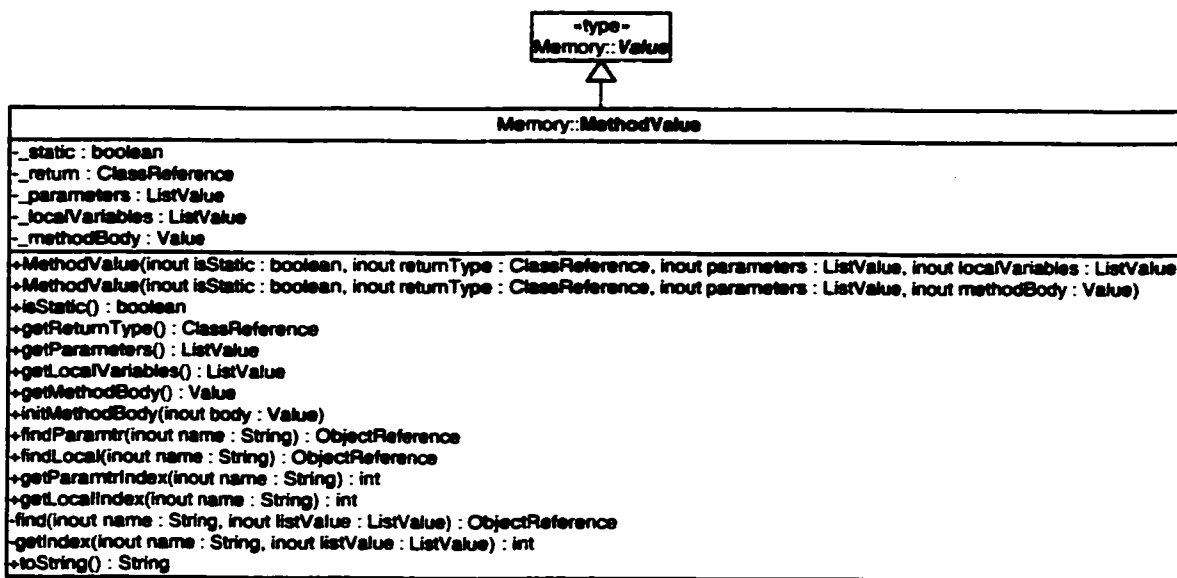 «type»
Memory::Value
Memory::MethodValue
-_static : boolean
-_return : ClassReference
-_parameters : ListValue
-_localVariables : ListValue
-_methodBody : Value
+MethodValue(inout isStatic : boolean, inout returnType : ClassReference, inout parameters : ListValue, inout localVariables : ListValue
+MethodValue(inout isStatic : boolean, inout returnType : ClassReference, inout parameters : ListValue, inout methodBody : Value)
+isStatic() : boolean
+getReturnType() : ClassReference
+getParameters() : ListValue
+getLocalVariables() : ListValue
+getMethodBody() : Value
+initMethodBody(inout body : Value)
+findParamtr(inout name : String) : ObjectReference
+findLocal(inout name : String) : ObjectReference
+getParamtrIndex(inout name : String) : int
+getLocalIndex(inout name : String) : int
-find(inout name : String, inout listValue : ListValue) : ObjectReference
-getIndex(inout name : String, inout listValue : ListValue) : int
+toString() : String